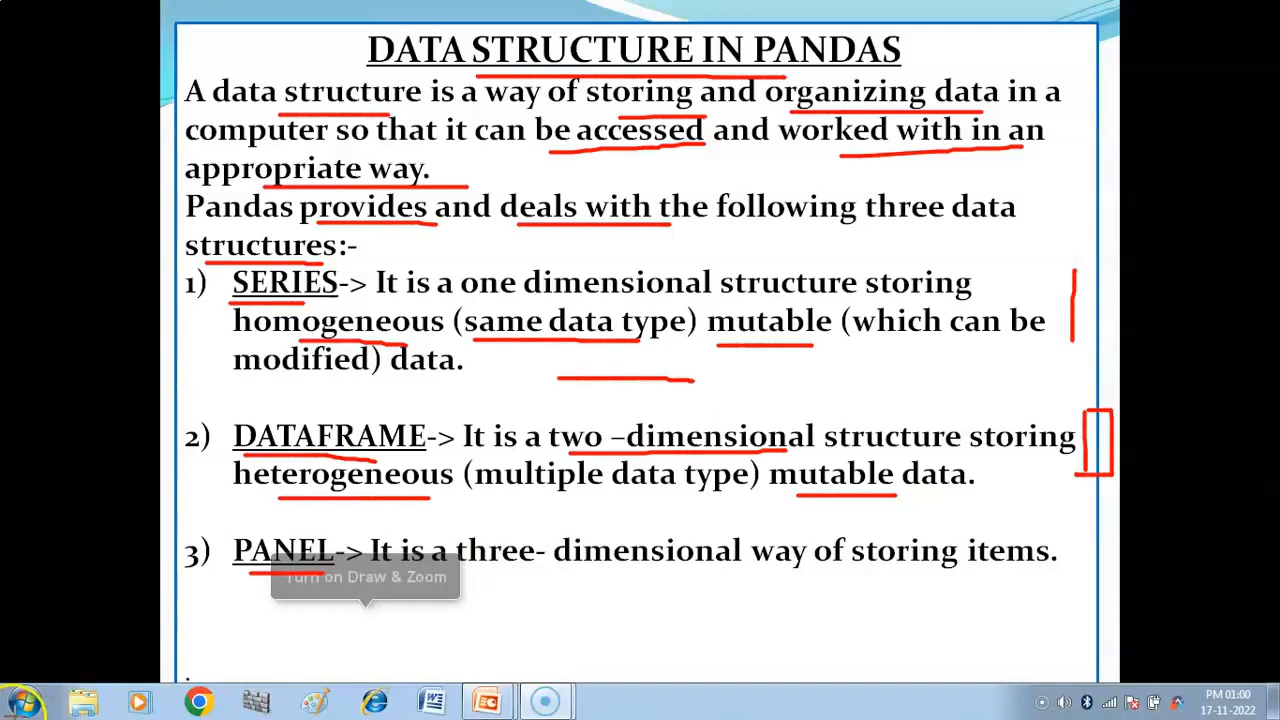 DATA STRUCTURE IN PANDAS
A data structure is a way of storing and organizing data in a
computer so that it can be accessed and worked with in an
appropriate way.
Pandas provides and deals with the following three data
structures:-
1) SERIES-> It is a one dimensional structure storing
homogeneous (same data type) mutable (which can be
modified) data.
2) DATAFRAME-> It is a two –dimensional structure storing
heterogeneous (multiple data type) mutable data.
3) PANEL-> It is a three- dimensional way of storing items.
Turn on Draw & Zoom
.
PM 01:00
17-11-2022